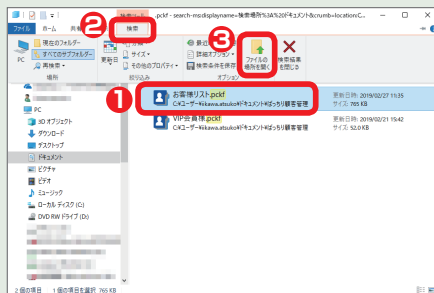 検索ツール
.pckf - search-ms:displayname=検索場所%3A%20ドキュメント&crumb=location:C...
ファイル ホーム 共有 検索
② ③
PC
現在のフォルダー
すべてのサブフォルダー
再検索
場所
更新日
サイズ
その他のプロパティ
絞り込み
最近
詳細オプション
検索条件を保存
オプション
ファイルの
場所を開く
検索結果
を閉じる
①
PC
3D オブジェクト
ダウンロード
デスクトップ
ドキュメント
ピクチャ
ビデオ
ミュージック
ローカル ディスク (C:)
DVD RW ドライブ (D:)
お客様リスト.pckf
C:¥ユーザー¥iikawa.atsuko¥ドキュメント¥ばっちり顧客管理
更新日時: 2019/02/27 11:35
サイズ: 765 KB
VIP会員様.pckf
C:¥ユーザー¥iikawa.atsuko¥ドキュメント¥ばっちり顧客管理
更新日時: 2019/02/21 15:42
サイズ: 52.0 KB
2 個の項目 1 個の項目を選択 765 KB